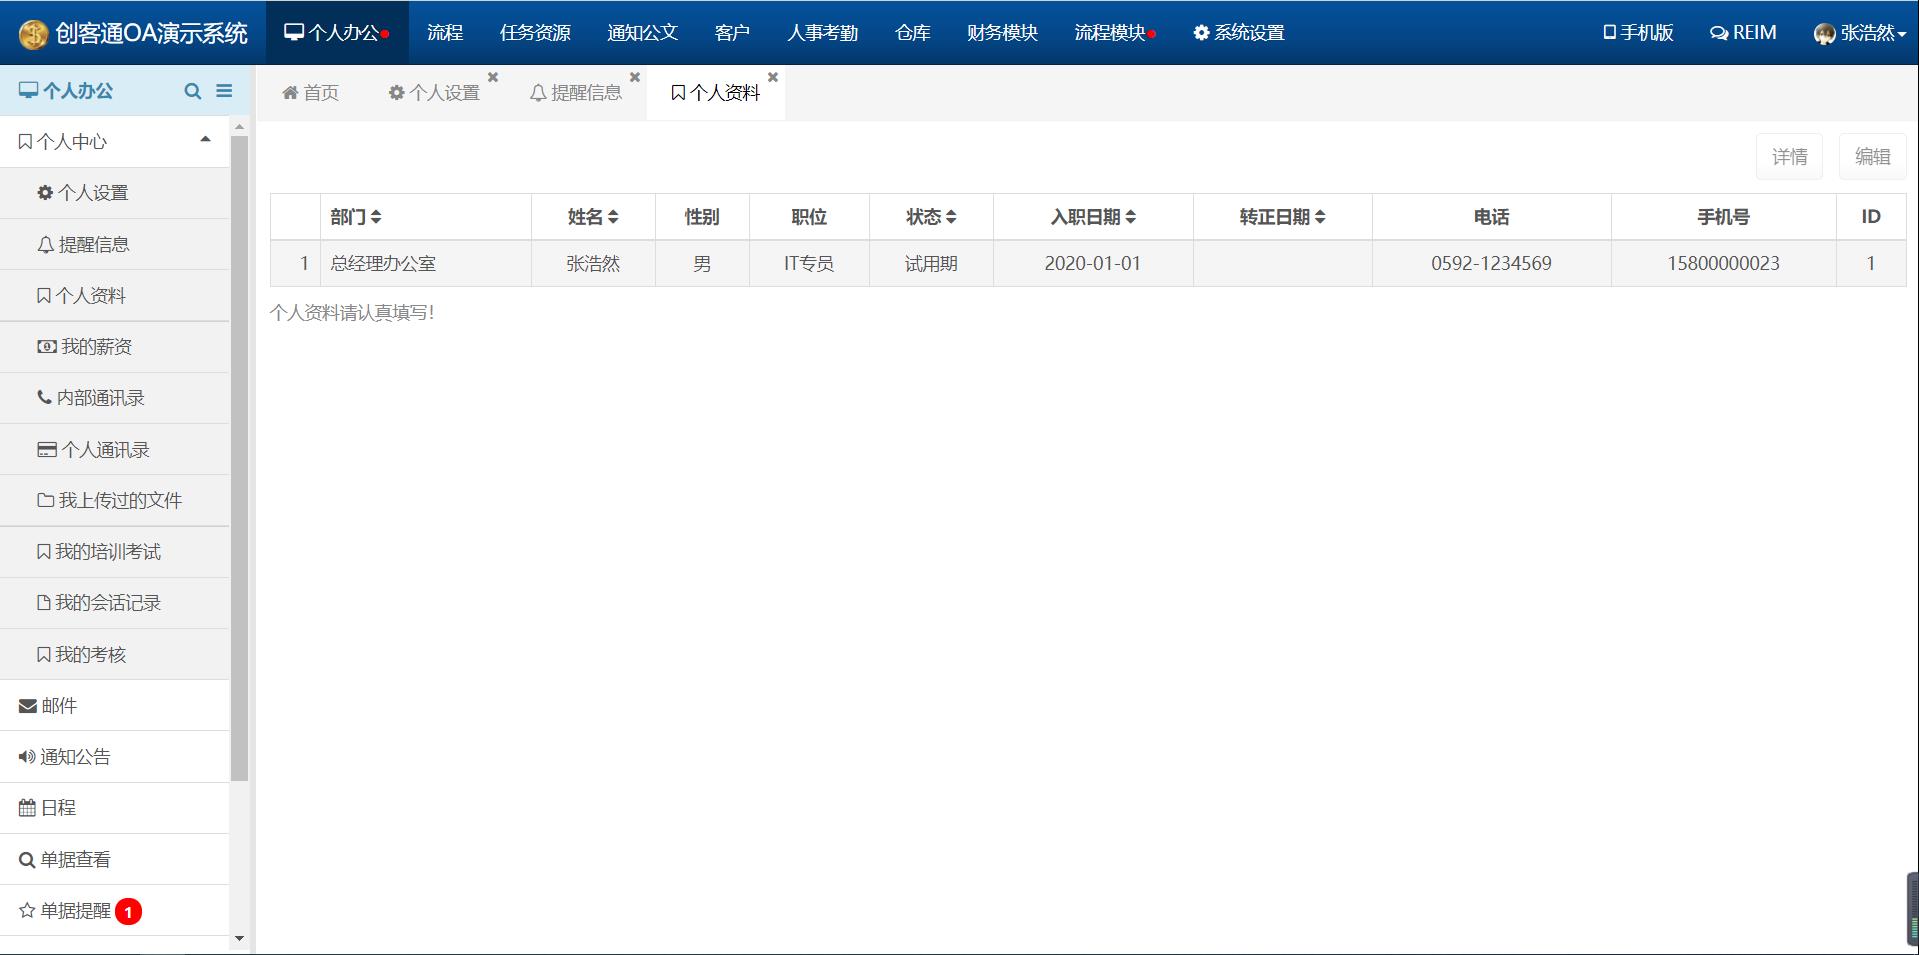 创客通OA演示系统 个人办公 流程 任务资源 通知公文 客户 人事考勤 仓库 财务模块 流程模块 系统设置 手机版 REIM 张浩然
个人办公
首页 个人设置 提醒信息 个人资料
个人中心
个人设置
提醒信息
个人资料
我的薪资
内部通讯录
个人通讯录
我上传过的文件
我的培训考试
我的会话记录
我的考核
邮件
通知公告
日程
单据查看
单据提醒 1
详情 编辑
部门 姓名 性别 职位 状态 入职日期 转正日期 电话 手机号 ID
1 总经理办公室 张浩然 男 IT专员 试用期 2020-01-01 0592-1234569 15800000023 1
个人资料请认真填写!